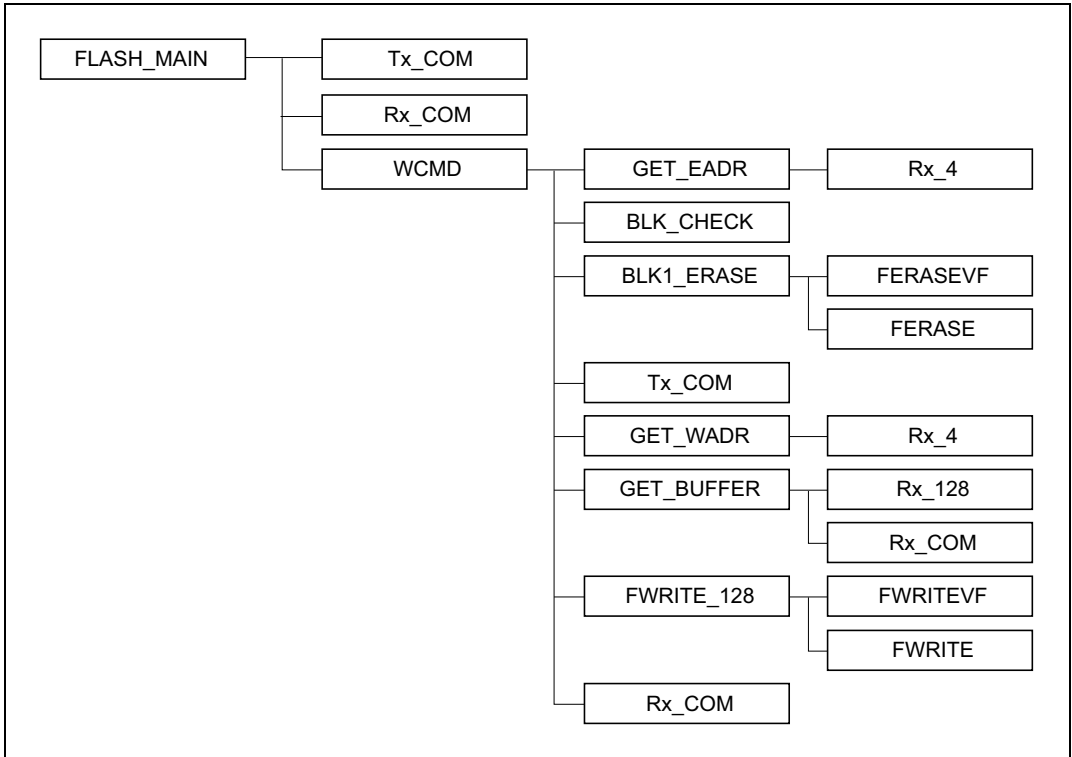 FLASH_MAIN
Tx_COM
Rx_COM
WCMD
GET_EADR
Rx_4
BLK_CHECK
BLK1_ERASE
FERASEVF
FERASE
Tx_COM
GET_WADR
Rx_4
GET_BUFFER
Rx_128
Rx_COM
FWRITE_128
FWRITEVF
FWRITE
Rx_COM